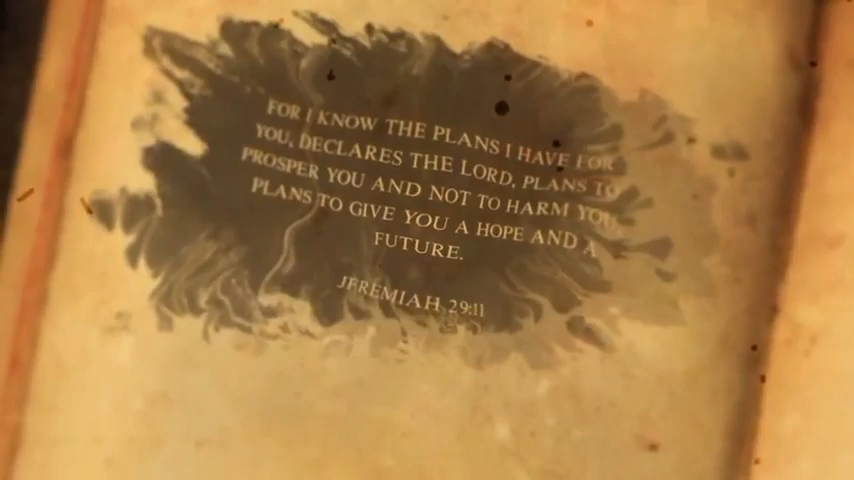 FOR I KNOW THE PLANS I HAVE FOR
YOU, DECLARES THE LORD, PLANS TO
PROSPER YOU AND NOT TO HARM YOU,
PLANS TO GIVE YOU A HOPE AND A
FUTURE.
JEREMIAH 29:11